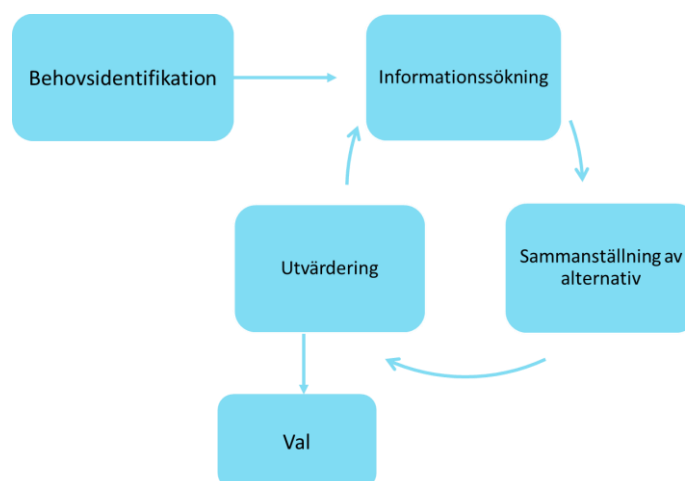 Behovsidentifikation
Informationssökning
Sammanställning av
alternativ
Utvärdering
Val